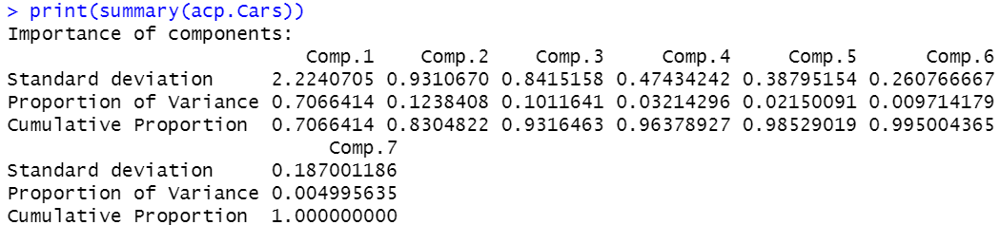 > print(summary(acp.Cars))
Importance of components:
                          Comp.1    Comp.2    Comp.3     Comp.4     Comp.5      Comp.6
Standard deviation     2.2240705 0.9310670 0.8415158 0.47434242 0.38795154 0.260766667
Proportion of Variance 0.7066414 0.1238408 0.1011641 0.03214296 0.02150091 0.009714179
Cumulative Proportion  0.7066414 0.8304822 0.9316463 0.96378927 0.98529019 0.995004365
                            Comp.7
Standard deviation     0.187001186
Proportion of Variance 0.004995635
Cumulative Proportion  1.000000000